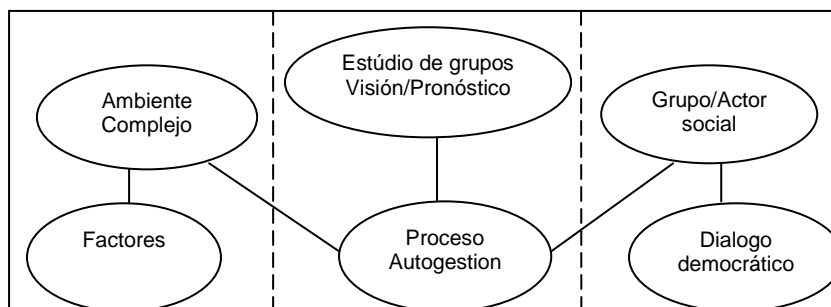 Ambiente
Complejo
Factores
Estúdio de grupos
Visión/Pronóstico
Proceso
Autogestion
Grupo/Actor
social
Dialogo
democrático